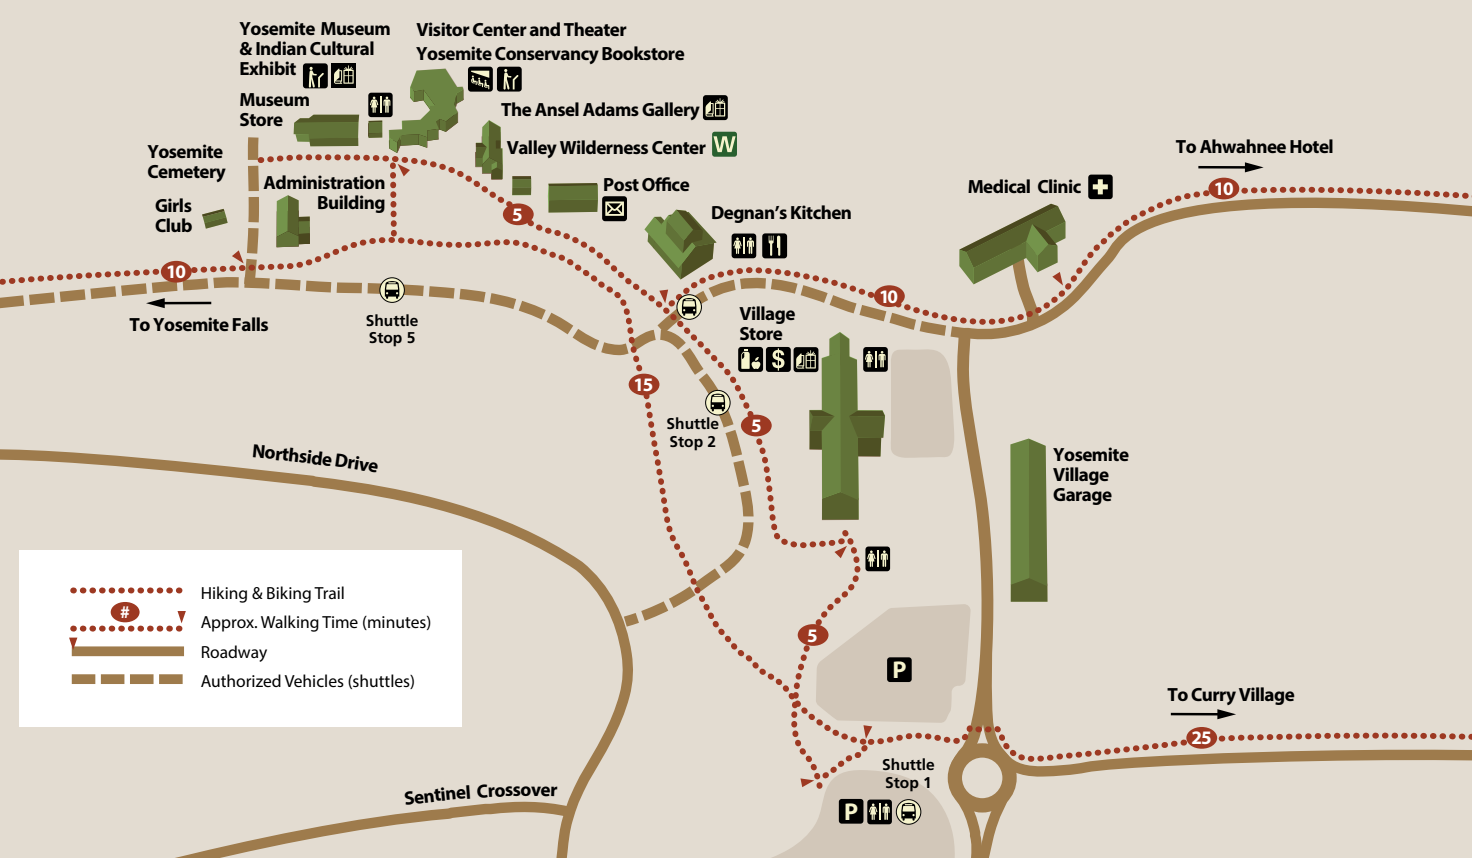 Yosemite Museum
& Indian Cultural
Exhibit
Visitor Center and Theater
Yosemite Conservancy Bookstore
Museum
Store
The Ansel Adams Gallery
Valley Wilderness Center
W
Yosemite
Cemetery
Administration
Building
Girls
Club
Post Office
5
Degnan's Kitchen
Medical Clinic
To Ahwahnee Hotel
10
10
To Yosemite Falls
Shuttle
Stop 5
10
Village
Store
$
15
Shuttle
Stop 2
5
Northside Drive
Yosemite
Village
Garage
Hiking & Biking Trail
#
Approx. Walking Time (minutes)
Roadway
Authorized Vehicles (shuttles)
5
P
To Curry Village
25
Shuttle
Stop 1
P
Sentinel Crossover